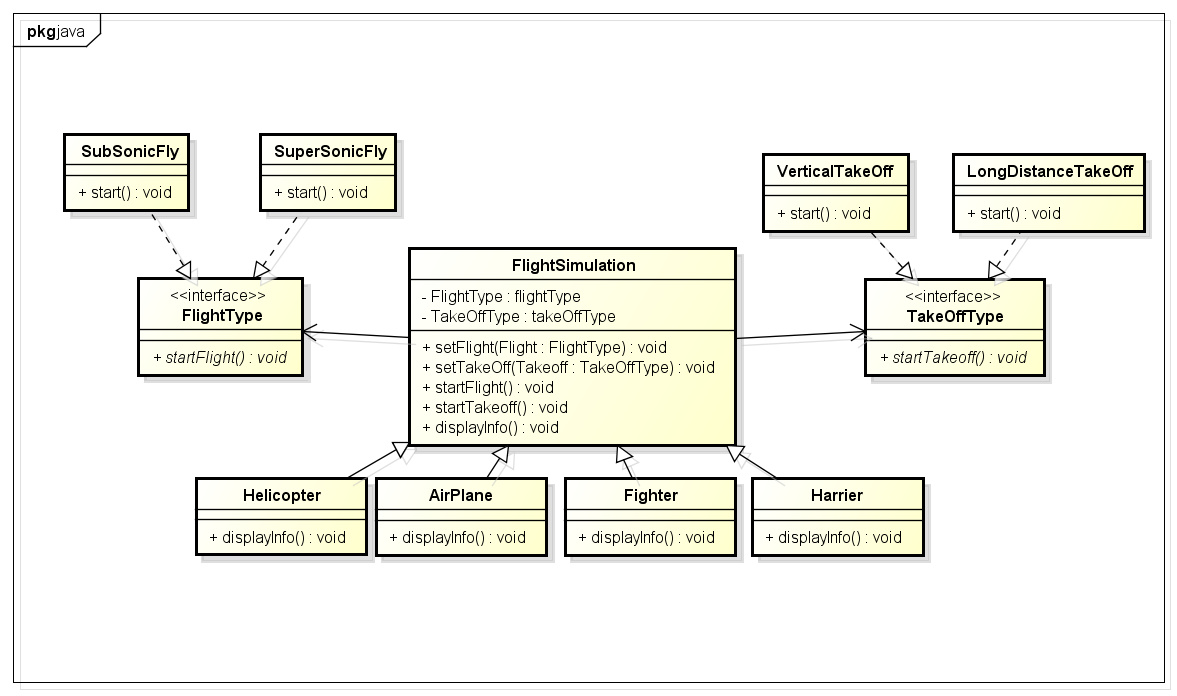 pkgjava
SubSonicFly
+ start() : void
SuperSonicFly
+ start() : void
VerticalTakeOff
+ start() : void
LongDistanceTakeOff
+ start() : void
<<interface>>
FlightType
+ startFlight() : void
FlightSimulation
- FlightType : flightType
- TakeOffType : takeOffType
+ setFlight(Flight : FlightType) : void
+ setTakeOff(Takeoff : TakeOffType) : void
+ startFlight() : void
+ startTakeoff() : void
+ displayInfo() : void
<<interface>>
TakeOffType
+ startTakeoff() : void
Helicopter
+ displayInfo() : void
AirPlane
+ displayInfo() : void
Fighter
+ displayInfo() : void
Harrier
+ displayInfo() : void